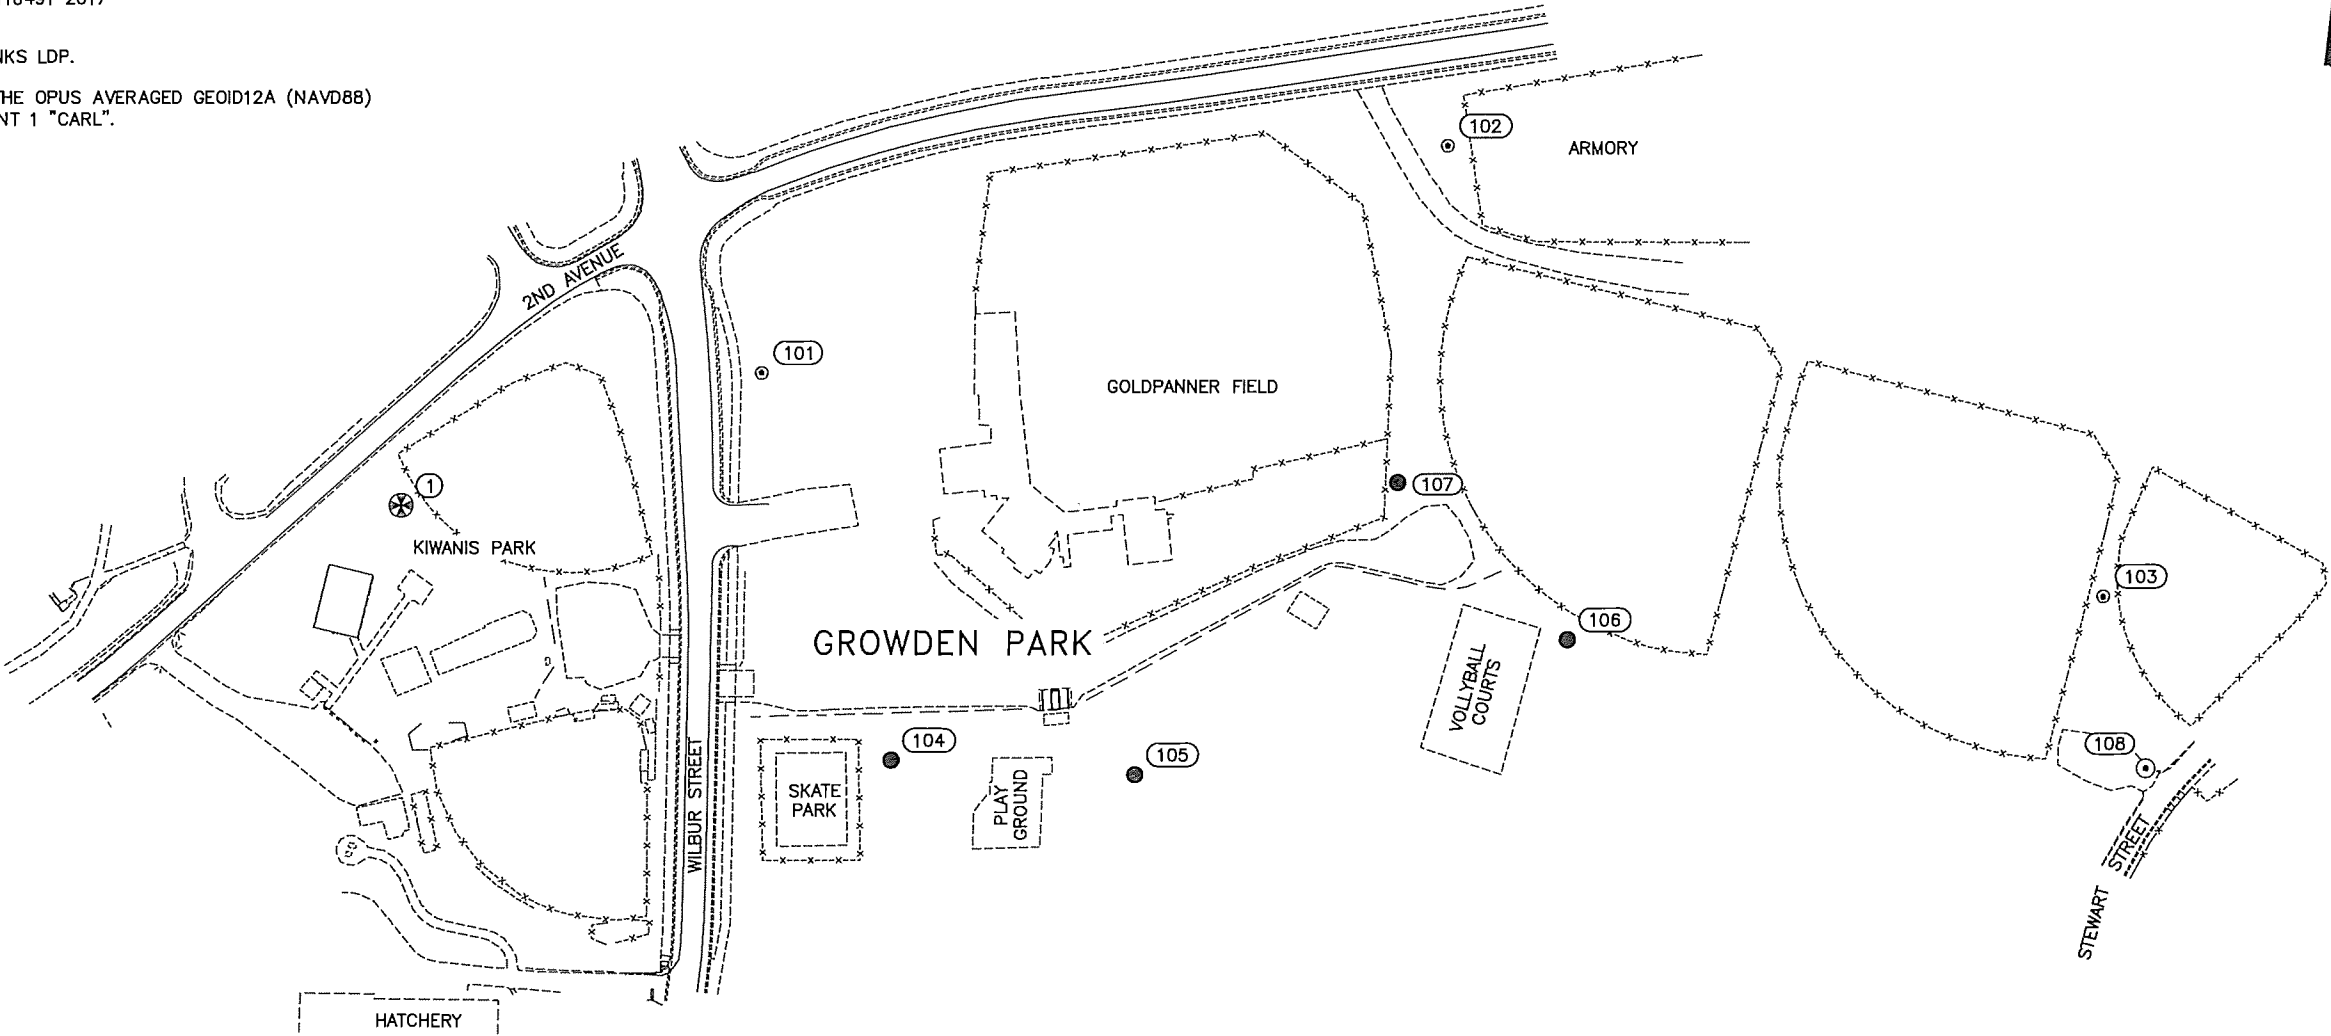 NKS LDP.
THE OPUS AVERAGED GEOID12A (NAVD88)
NT 1 "CARL".
102
ARMORY
2ND AVENUE
101
GOLDPANNER FIELD
1
107
KIWANIS PARK
103
106
GROWDEN PARK
VOLLYBALL
COURTS
104
105
108
WILBUR STREET
SKATE
PARK
PLAY
GROUND
STEWART STREET
HATCHERY